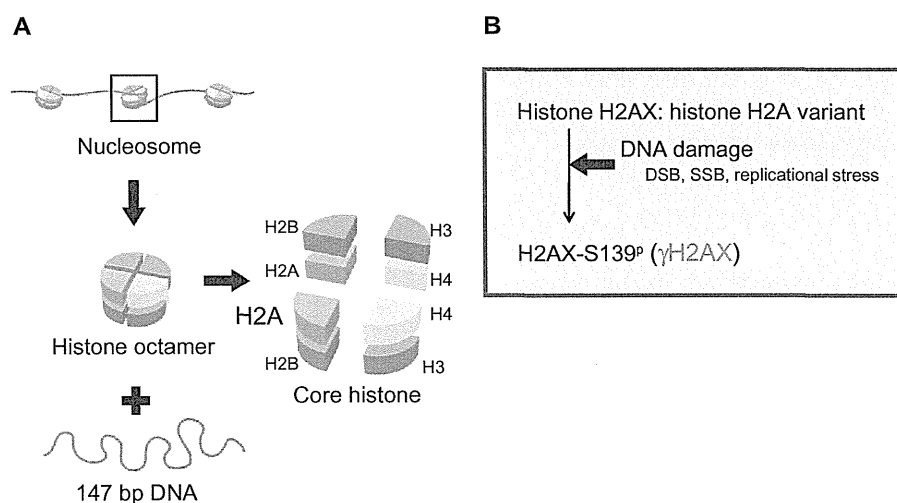 A
Nucleosome
Histone octamer
147 bp DNA
H2B
H3
H2A
H4
H2A
H4
H2B
H3
Core histone
B
Histone H2AX: histone H2A variant
DNA damage
DSB, SSB, replicational stress
H2AX-S139ᵖ (γH2AX)